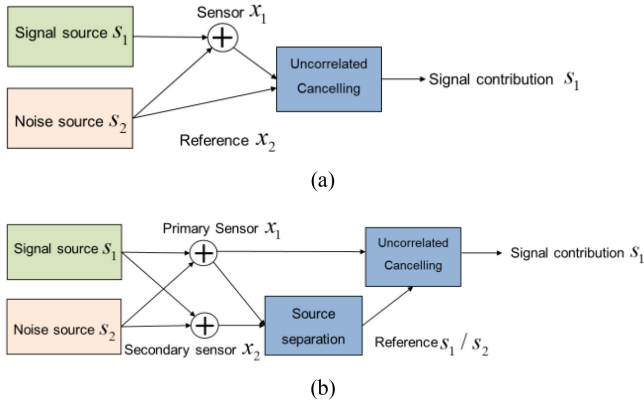 Sensor x₁
Signal source s₁
+
Uncorrelated
Cancelling
Signal contribution s₁
Noise source s₂
Reference x₂
(a)
Primary Sensor x₁
Signal source s₁
+
Uncorrelated
Cancelling
Signal contribution s₁
Noise source s₂
+
Source
separation
Secondary sensor x₂
Reference s₁ / s₂
(b)